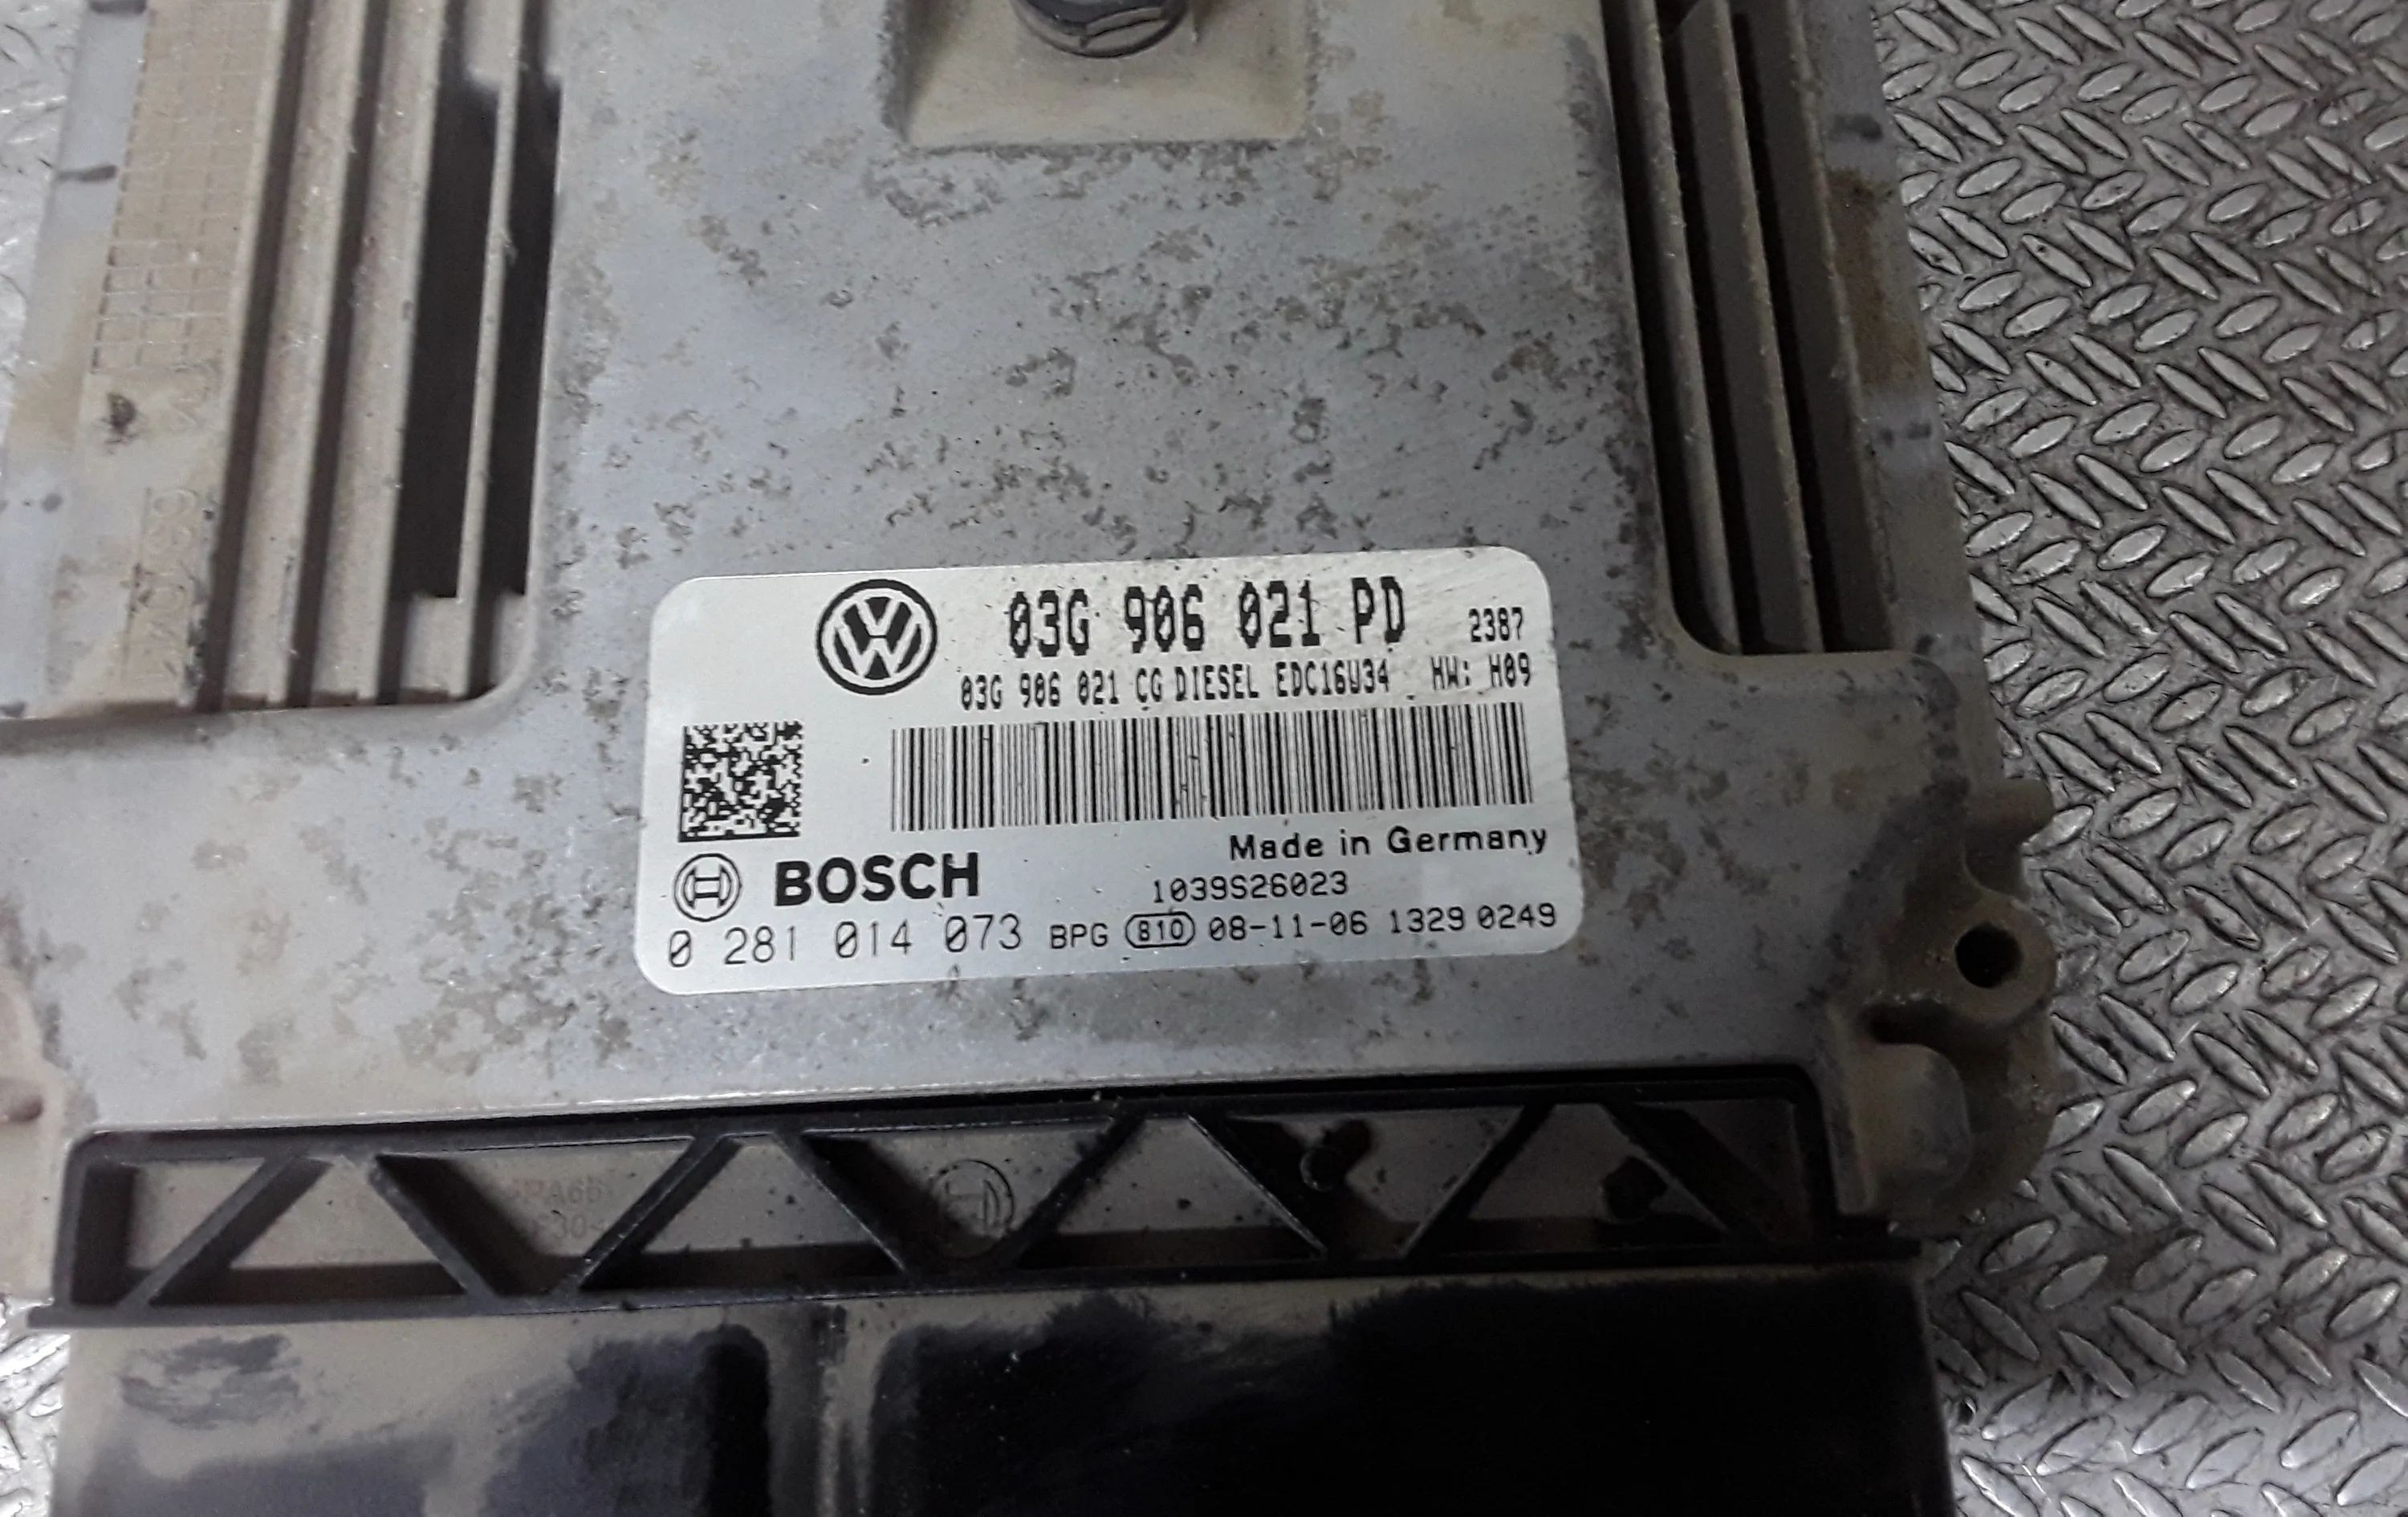 03G 906 021 PD 2387
03G 906 021 CG DIESEL EDC16U34 HW: H09
Made in Germany
BOSCH 1039S26023
0 281 014 073 BPG 810 08-11-06 1329 0249